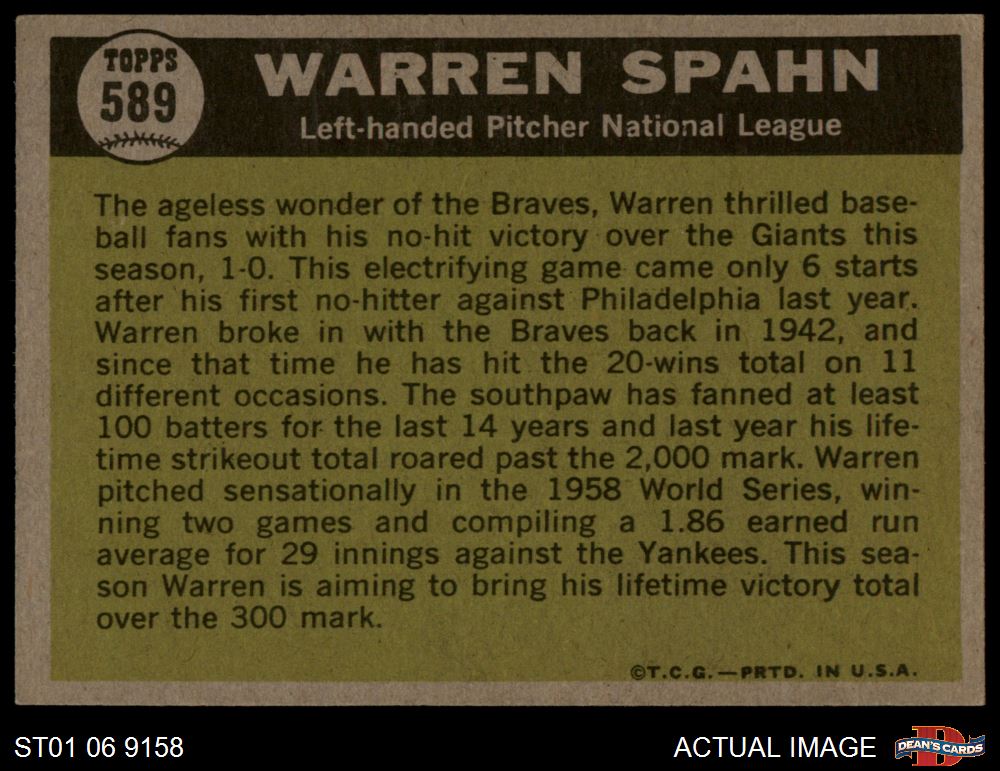 TOPPS
589
WARREN SPAHN
Left-handed Pitcher National League
The ageless wonder of the Braves, Warren thrilled base-
ball fans with his no-hit victory over the Giants this
season, 1-0. This electrifying game came only 6 starts
after his first no-hitter against Philadelphia last year.
Warren broke in with the Braves back in 1942, and
since that time he has hit the 20-wins total on 11
different occasions. The southpaw has fanned at least
100 batters for the last 14 years and last year his life-
time strikeout total roared past the 2,000 mark. Warren
pitched sensationally in the 1958 World Series, win-
ning two games and compiling a 1.86 earned run
average for 29 innings against the Yankees. This sea-
son Warren is aiming to bring his lifetime victory total
over the 300 mark.
©T.C.G.—PRTD. IN U.S.A.
ST01 06 9158
ACTUAL IMAGE
DEAN'S CARDS